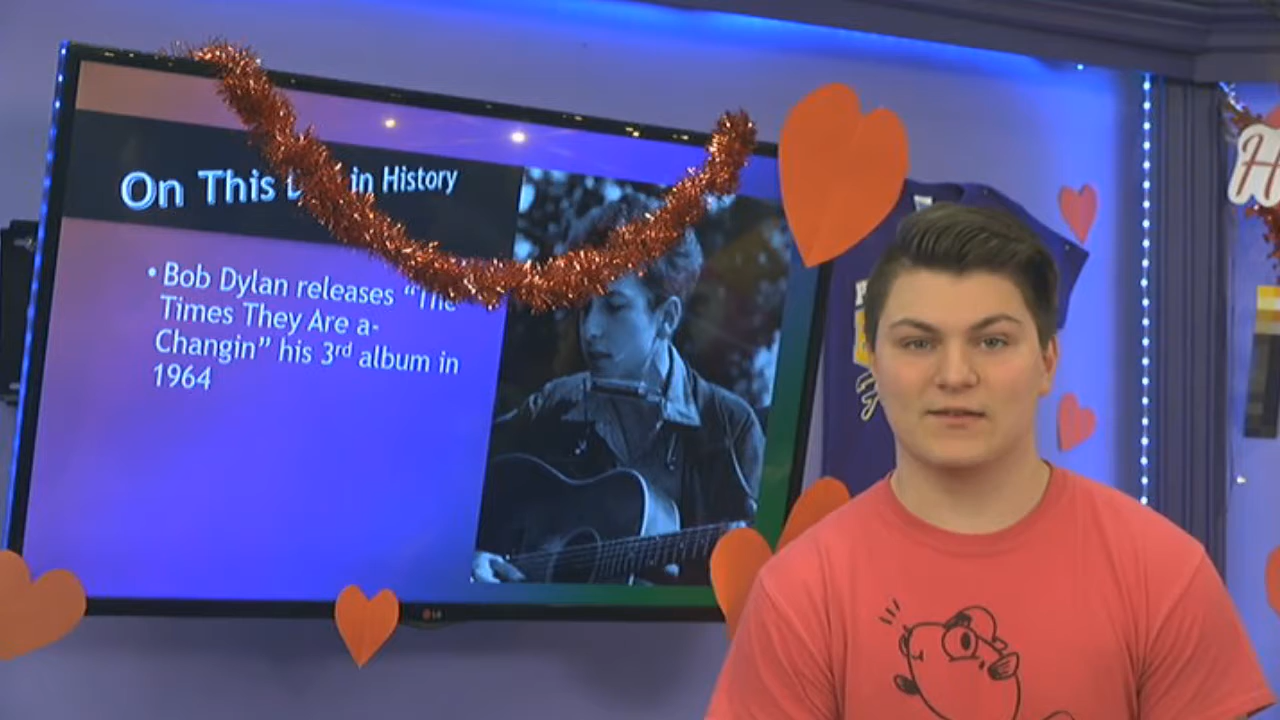 On This in History
• Bob Dylan releases “The
Times They Are a-
Changin” his 3rd album in
1964
LG
H